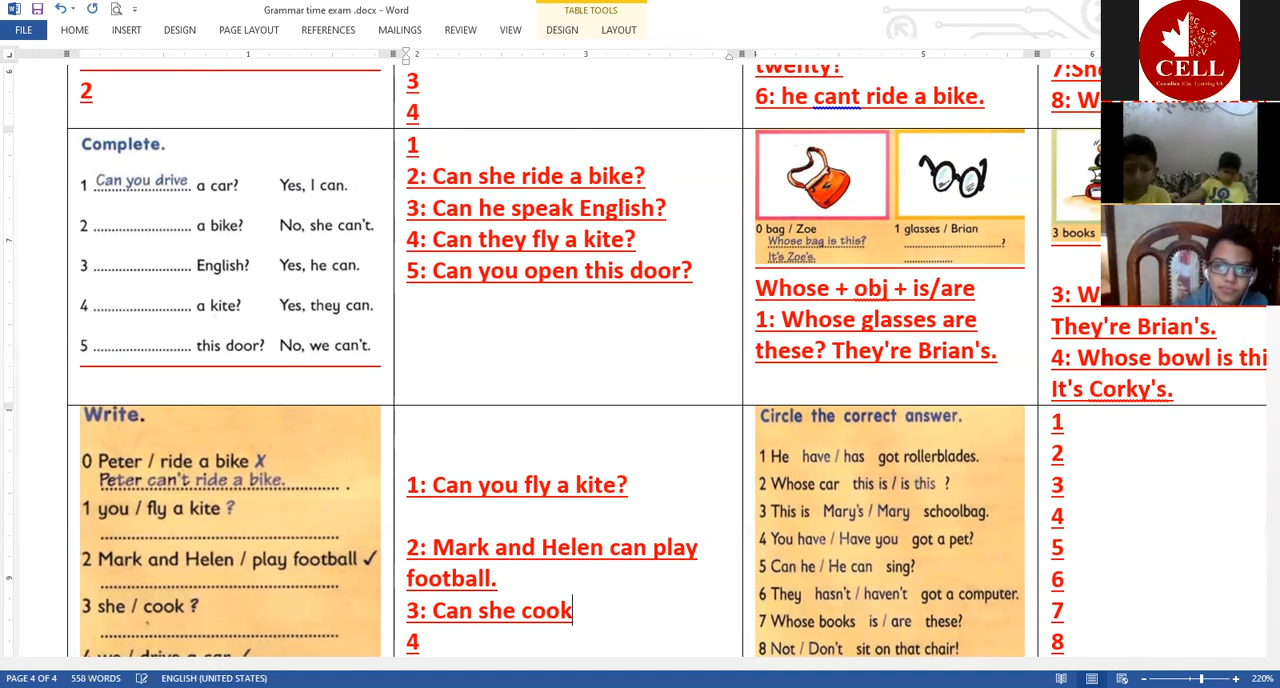 Grammar time exam .docx - Word
TABLE TOOLS
FILE
HOME
INSERT
DESIGN
PAGE LAYOUT
REFERENCES
MAILINGS
REVIEW
VIEW
DESIGN
LAYOUT
CELL
2
3
4
twenty?
6: he cant ride a bike.
8: W
Complete.
1 Can you drive a car? Yes, I can.
2 ........................ a bike? No, she can't.
3 ........................ English? Yes, he can.
4 ........................ a kite? Yes, they can.
5 ........................ this door? No, we can't.
1
2: Can she ride a bike?
3: Can he speak English?
4: Can they fly a kite?
5: Can you open this door?
0 bag / Zoe
Whose bag is this?
It's Zoe's.
1 glasses / Brian
........................ ?
............
Whose + obj + is/are
1: Whose glasses are
these? They're Brian's.
3 books
3: W
They're Brian's.
4: Whose bowl is thi
It's Corky's.
Write.
0 Peter / ride a bike ✗
Peter can't ride a bike. .
1 you / fly a kite ?
2 Mark and Helen / play football ✓
3 she / cook ?
4 we / drive a car ✓
1: Can you fly a kite?
2: Mark and Helen can play
football.
3: Can she cook
4
Circle the correct answer.
1 He have / has got rollerblades.
2 Whose car this is / is this ?
3 This is Mary's / Mary schoolbag.
4 You have / Have you got a pet?
5 Can he / He can sing?
6 They hasn't / haven't got a computer.
7 Whose books is / are these?
8 Not / Don't sit on that chair!
1
2
3
4
5
6
7
8
PAGE 4 OF 4
558 WORDS
ENGLISH (UNITED STATES)
220%